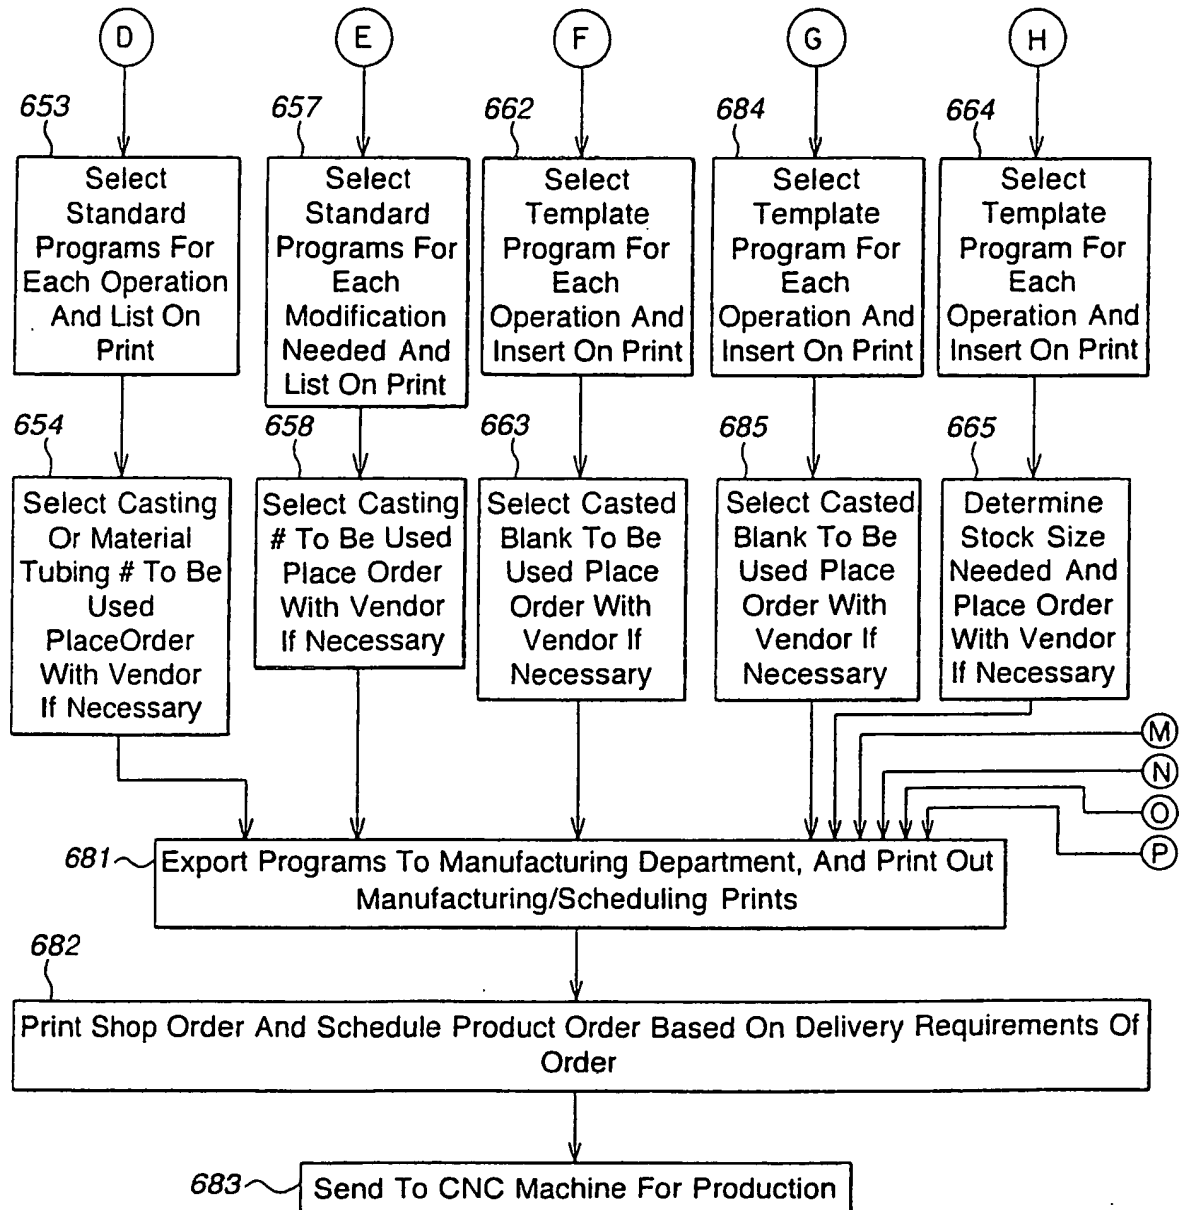 D
E
F
G
H
653
657
662
684
664
Select
Standard
Programs For
Each Operation
And List On
Print
Select
Standard
Programs For
Each
Modification
Needed And
List On Print
Select
Template
Program For
Each
Operation And
Insert On Print
Select
Template
Program For
Each
Operation And
Insert On Print
Select
Template
Program For
Each
Operation And
Insert On Print
654
658
663
685
665
Select Casting
Or Material
Tubing # To Be
Used
PlaceOrder
With Vendor
If Necessary
Select Casting
# To Be Used
Place Order
With Vendor
If Necessary
Select Casted
Blank To Be
Used Place
Order With
Vendor If
Necessary
Select Casted
Blank To Be
Used Place
Order With
Vendor If
Necessary
Determine
Stock Size
Needed And
Place Order
With Vendor
If Necessary
M
N
O
P
681
Export Programs To Manufacturing Department, And Print Out
Manufacturing/Scheduling Prints
682
Print Shop Order And Schedule Product Order Based On Delivery Requirements Of
Order
683
Send To CNC Machine For Production